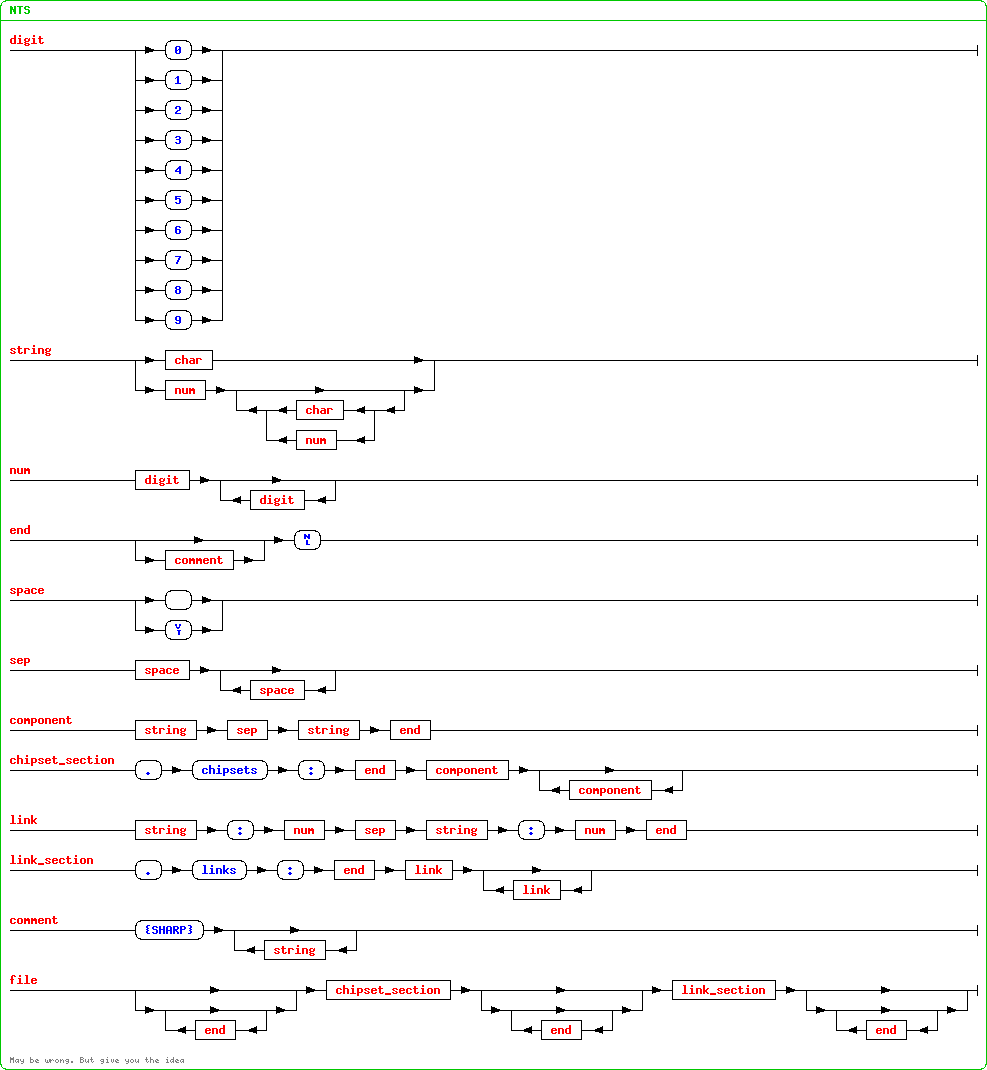 NTS
digit
0
1
2
3
4
5
6
7
8
9
string
char
num
char
num
num
digit
digit
end
NL
comment
space
VT
sep
space
space
component
string sep string end
chipset_section
. chipsets : end component
component
link
string : num sep string : num end
link_section
. links : end link
link
comment
{SHARP}
string
file
chipset_section link_section
end end end
May be wrong. But give you the idea